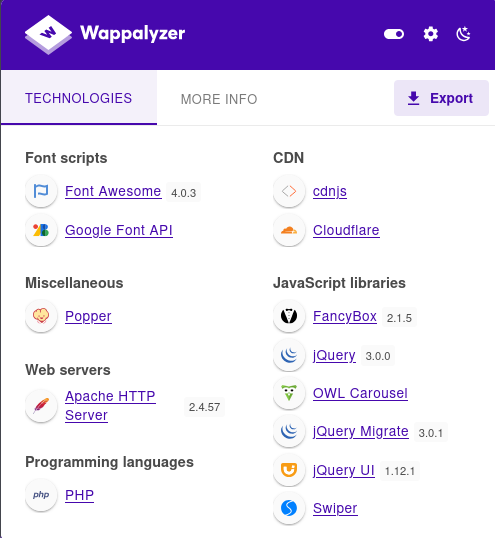 Wappalyzer
TECHNOLOGIES
MORE INFO
Export
Font scripts
Font Awesome 4.0.3
Google Font API
Miscellaneous
Popper
Web servers
Apache HTTP
Server 2.4.57
Programming languages
php PHP
CDN
cdnjs
Cloudflare
JavaScript libraries
FancyBox 2.1.5
jQuery 3.0.0
OWL Carousel
jQuery Migrate 3.0.1
jQuery UI 1.12.1
Swiper